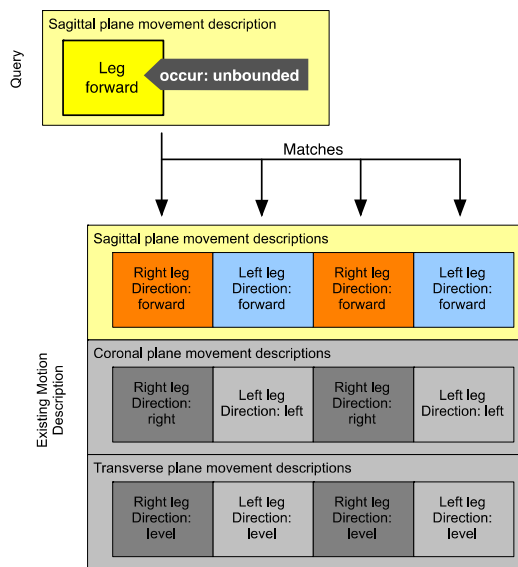 Sagittal plane movement description
Query
Leg
forward
occur: unbounded
Matches
Existing Motion
Description
Sagittal plane movement descriptions
Right leg
Direction:
forward
Left leg
Direction:
forward
Right leg
Direction:
forward
Left leg
Direction:
forward
Coronal plane movement descriptions
Right leg
Direction:
right
Left leg
Direction: left
Right leg
Direction:
right
Left leg
Direction: left
Transverse plane movement descriptions
Right leg
Direction:
level
Left leg
Direction:
level
Right leg
Direction:
level
Left leg
Direction:
level